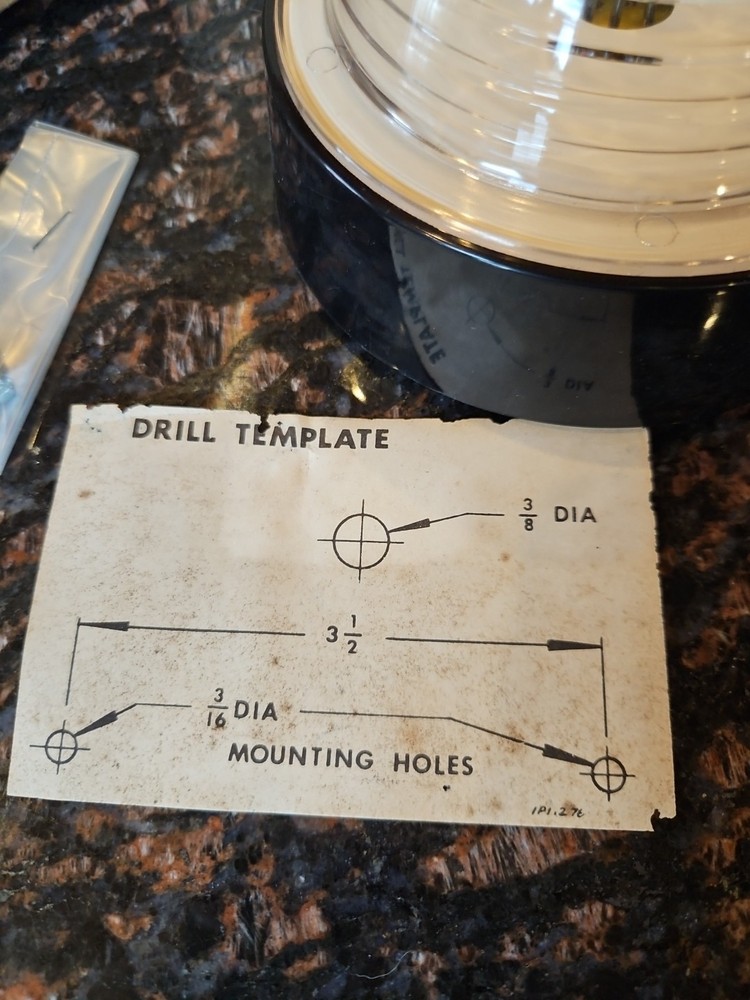 DRILL TEMPLATE
3/8 DIA
3 1/2
3/16 DIA
MOUNTING HOLES